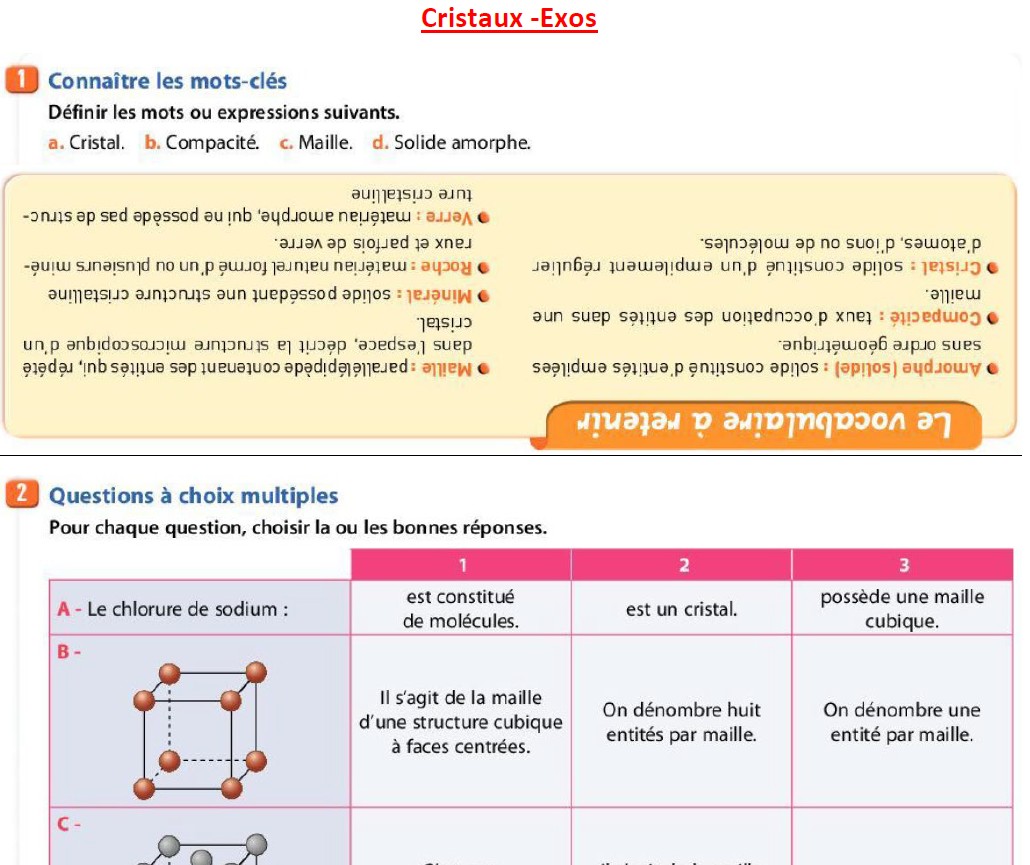 Cristaux -Exos
1 Connaître les mots-clés
Définir les mots ou expressions suivants.
a. Cristal. b. Compacité. c. Maille. d. Solide amorphe.
Le vocabulaire à retenir
• Amorphe (solide) : solide constitué d'entités empilées
sans ordre géométrique.
• Compacité : taux d'occupation des entités dans une
maille.
• Cristal : solide constitué d'un empilement régulier
d'atomes, d'ions ou de molécules.
• Maille : parallélépipède contenant des entités qui, répété
dans l'espace, décrit la structure microscopique d'un
cristal.
• Minéral : solide possédant une structure cristalline
• Roche : matériau naturel formé d'un ou plusieurs miné-
raux et parfois de verre.
• Verre : matériau amorphe, qui ne possède pas de struc-
ture cristalline
2 Questions à choix multiples
Pour chaque question, choisir la ou les bonnes réponses.
1 2 3
A - Le chlorure de sodium :
est constitué
de molécules.
est un cristal.
possède une maille
cubique.
B -
Il s'agit de la maille
d'une structure cubique
à faces centrées.
On dénombre huit
entités par maille.
On dénombre une
entité par maille.
C -